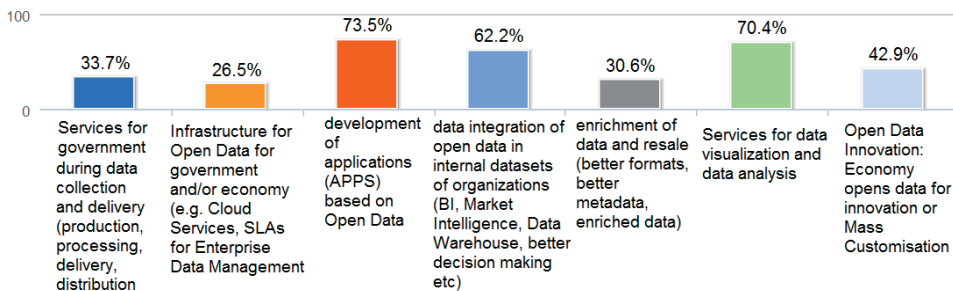 100
0
33.7%
26.5%
73.5%
62.2%
30.6%
70.4%
42.9%
Services for
government
during data
collection
and delivery
(production,
processing,
delivery,
distribution
Infrastructure for
Open Data for
government
and/or economy
(e.g. Cloud
Services, SLAs
for Enterprise
Data Management
development
of
applications
(APPS)
based on
Open Data
data integration of
open data in
internal datasets
of organizations
(BI, Market
Intelligence, Data
Warehouse, better
decision making
etc)
enrichment of
data and resale
(better formats,
better
metadata,
enriched data)
Services for data
visualization and
data analysis
Open Data
Innovation:
Economy
opens data for
innovation or
Mass
Customisation